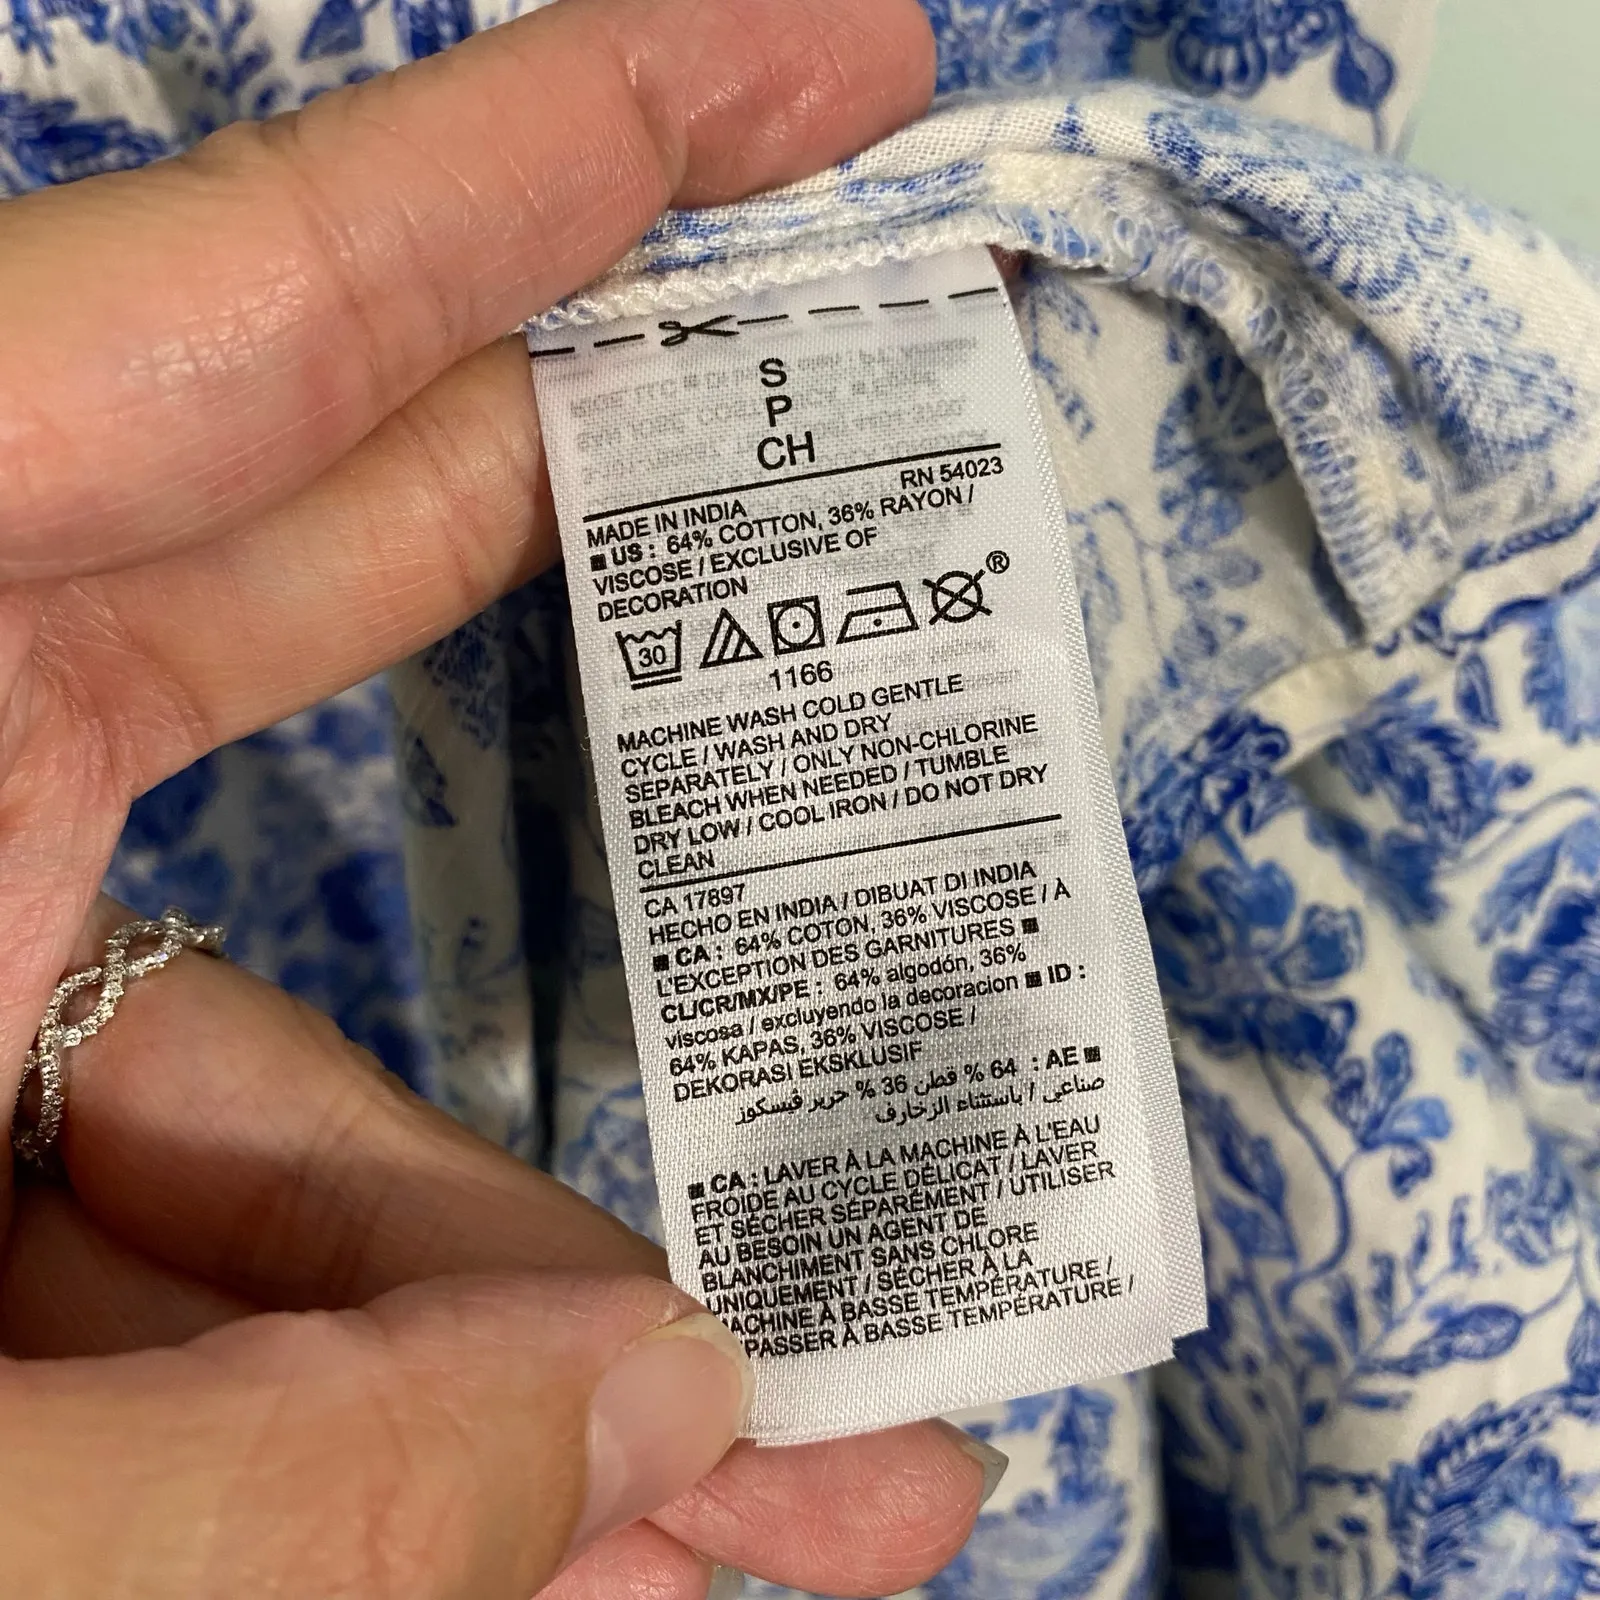 S
P
CH
RN 54023
MADE IN INDIA
■ US : 64% COTTON, 36% RAYON /
VISCOSE / EXCLUSIVE OF
DECORATION
30
®
1166
MACHINE WASH COLD GENTLE
CYCLE / WASH AND DRY
SEPARATELY / ONLY NON-CHLORINE
BLEACH WHEN NEEDED / TUMBLE
DRY LOW / COOL IRON / DO NOT DRY
CLEAN
CA 17897
HECHO EN INDIA / DIBUAT DI INDIA
■ CA : 64% COTON, 36% VISCOSE / À
L'EXCEPTION DES GARNITURES ■
CL/CR/MX/PE : 64% algodón, 36%
viscosa / excluyendo la decoracion ■ ID :
64% KAPAS, 36% VISCOSE /
DEKORASI EKSKLUSIF
■ AE : 64 % قطن 36 % حرير فيسكوز
صناعي / باستثناء الزخارف
■ CA : LAVER À LA MACHINE À L'EAU
FROIDE AU CYCLE DÉLICAT / LAVER
ET SÉCHER SÉPARÉMENT / UTILISER
AU BESOIN UN AGENT DE
BLANCHIMENT SANS CHLORE
UNIQUEMENT / SÉCHER À LA
MACHINE À BASSE TEMPÉRATURE /
PASSER À BASSE TEMPÉRATURE /